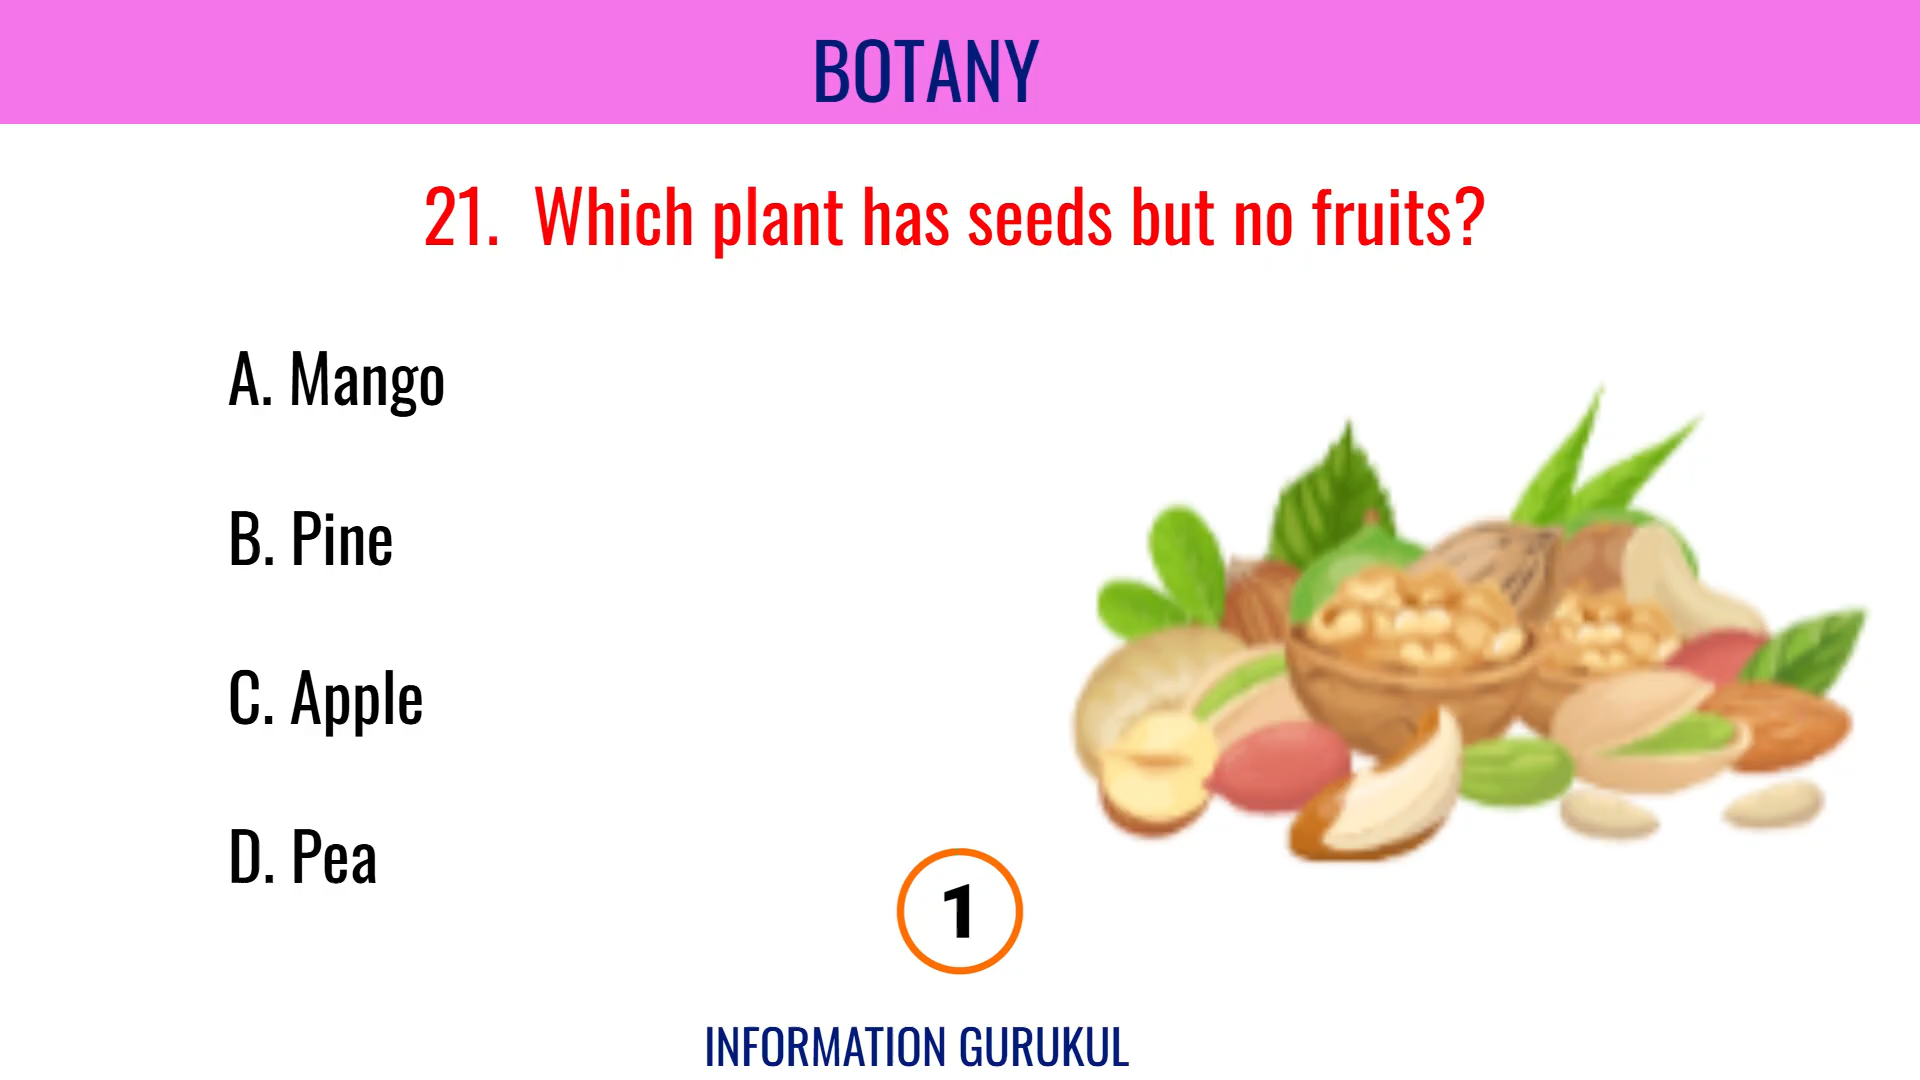 BOTANY
21. Which plant has seeds but no fruits?
A. Mango
B. Pine
C. Apple
D. Pea
1
INFORMATION GURUKUL